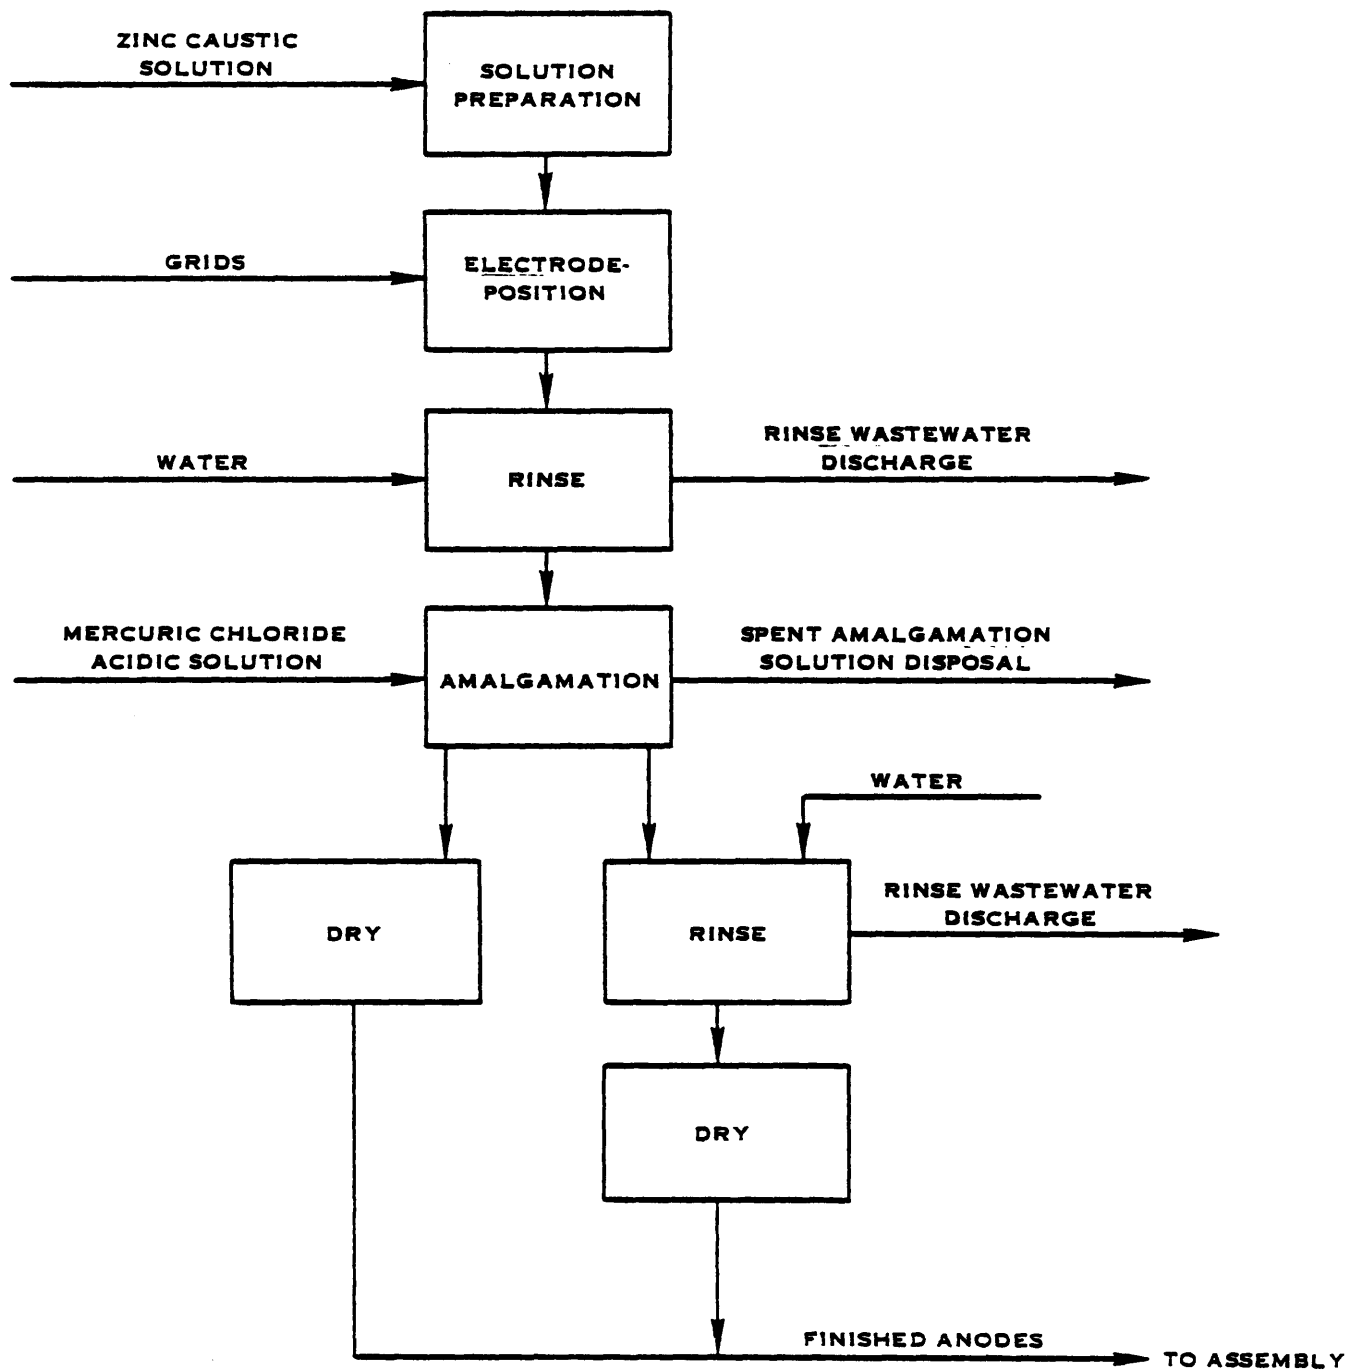 ZINC CAUSTIC
SOLUTION
SOLUTION
PREPARATION
GRIDS
ELECTRODE-
POSITION
WATER
RINSE
RINSE WASTEWATER
DISCHARGE
MERCURIC CHLORIDE
ACIDIC SOLUTION
AMALGAMATION
SPENT AMALGAMATION
SOLUTION DISPOSAL
WATER
DRY
RINSE
RINSE WASTEWATER
DISCHARGE
DRY
FINISHED ANODES
TO ASSEMBLY